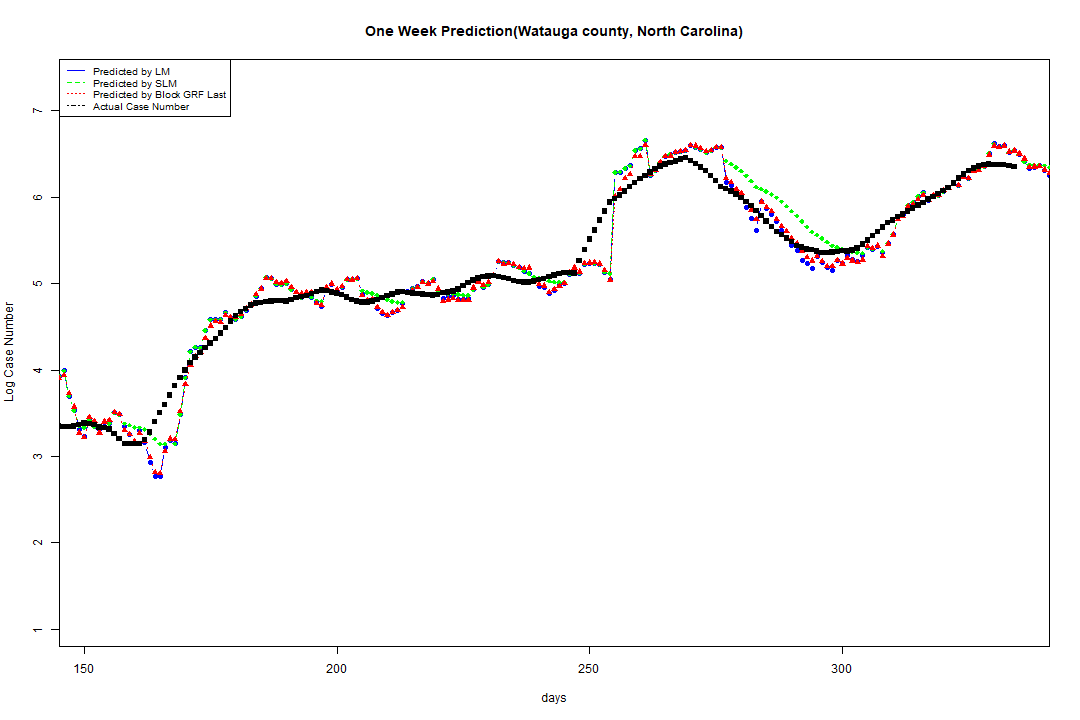 One Week Prediction(Watauga county, North Carolina)
Predicted by LM
Predicted by SLM
Predicted by Block GRF Last
Actual Case Number
7
6
5
4
3
2
1
Log Case Number
150 200 250 300
days